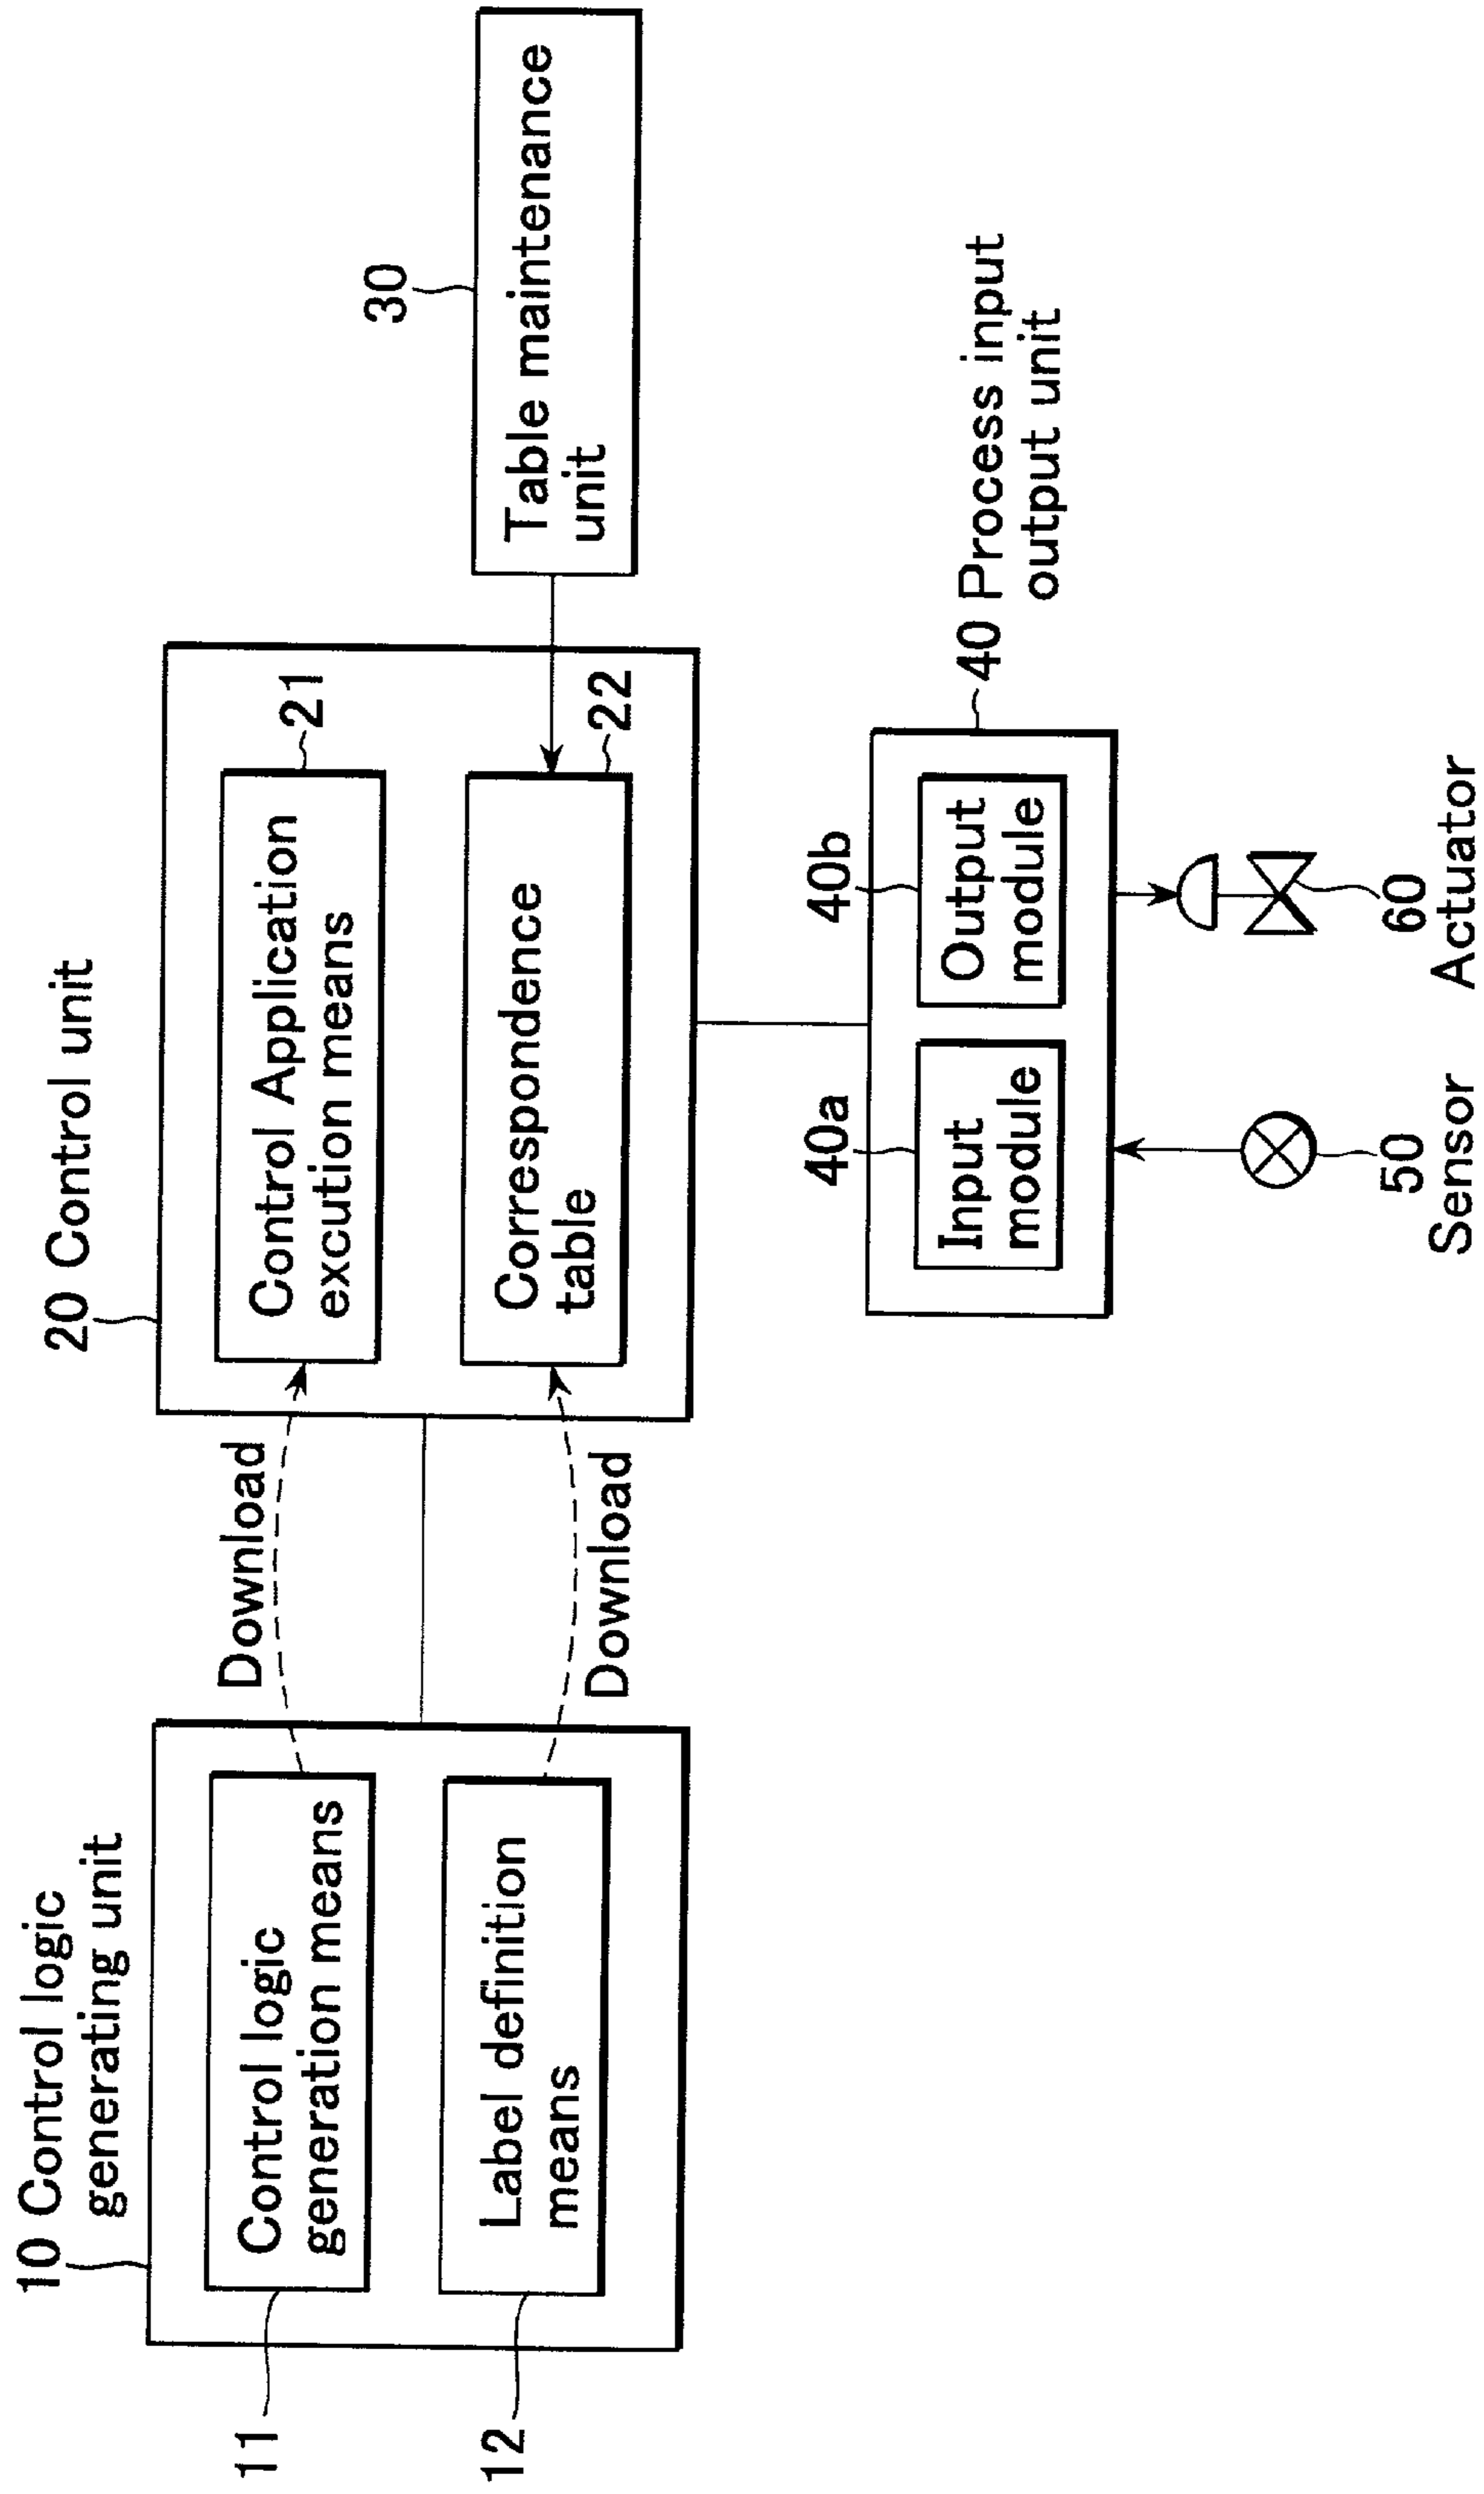 10 Control logic
generating unit
11
Control logic
generation means
12
Label definition
means
Download
Download
20 Control unit
Control Application
excution means
21
Correspondence
table
22
30
Table maintenance
unit
40 Process input
output unit
40a
Input
module
40b
Output
module
50
Sensor
60
Actuator